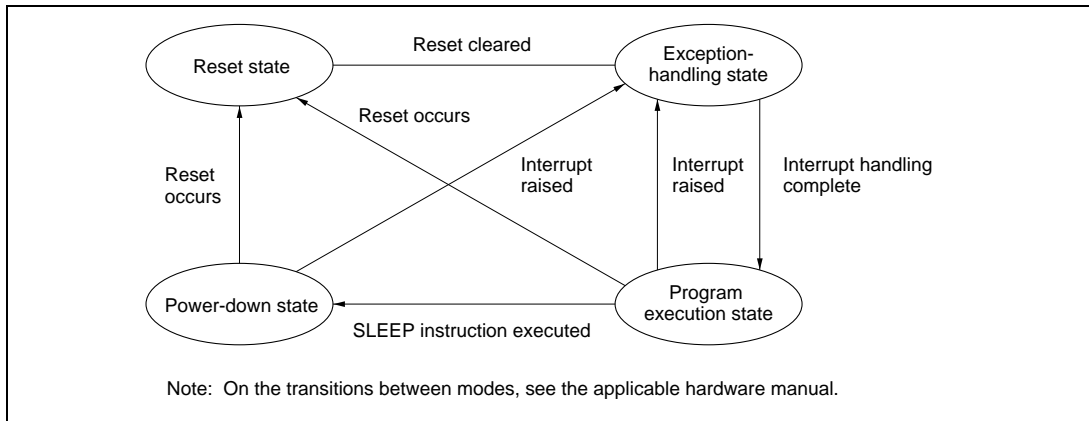 Reset cleared
Reset state
Exception-
handling state
Reset occurs
Reset
occurs
Interrupt
raised
Interrupt
raised
Interrupt handling
complete
Power-down state
Program
execution state
SLEEP instruction executed
Note: On the transitions between modes, see the applicable hardware manual.